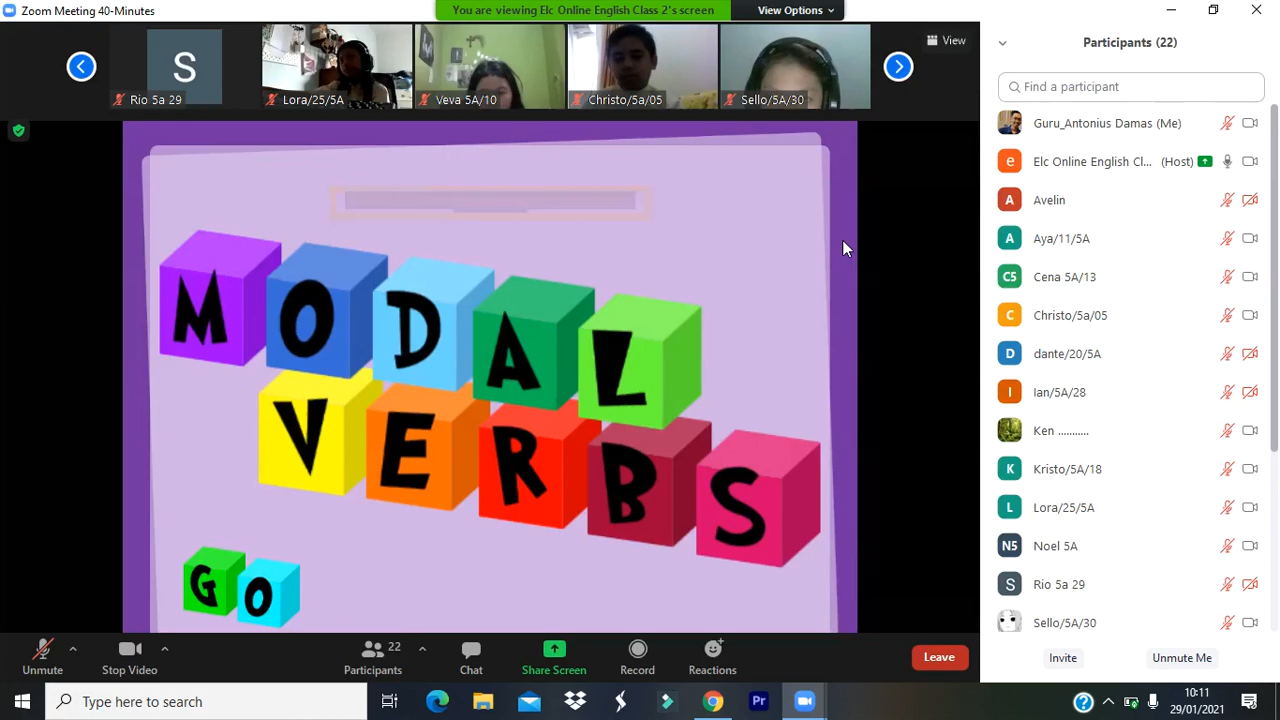 Zoom Meeting 40-Minutes
You are viewing Elc Online English Class 2's screen
View Options
Participants (22)
View
S
Rio 5a 29
Lora/25/5A
Veva 5A/10
Christo/5a/05
Sello/5A/30
Find a participant
Guru_Antonius Damas (Me)
e Elc Online English Cl... (Host)
A Avelin
A Aya/11/5A
C5 Cena 5A/13
C Christo/5a/05
D dante/20/5A
I Ian/5A/28
Ken ...........
K Kristo/5A/18
L Lora/25/5A
N5 Noel 5A
S Rio 5a 29
Sello/5A/30
MODAL
VERBS
GO
Unmute
Stop Video
22
Participants
Chat
Share Screen
Record
Reactions
Leave
Invite
Unmute Me
Type here to search
Pr
10:11
29/01/2021